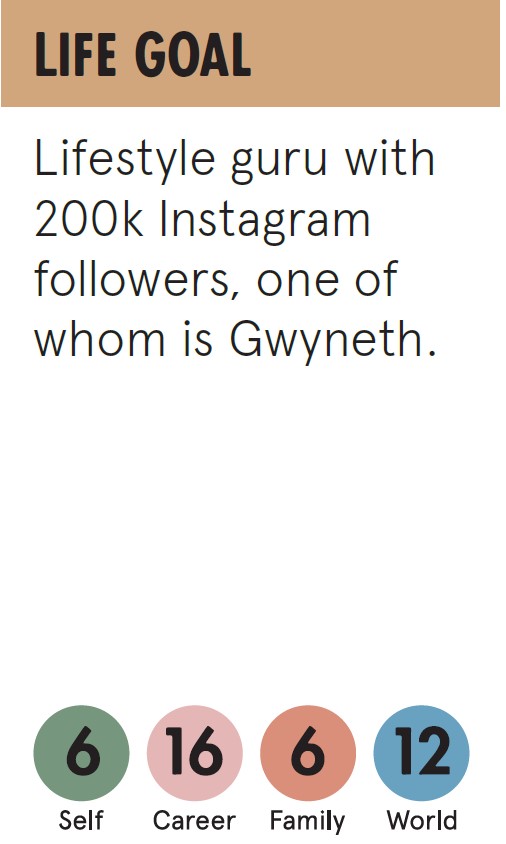 LIFE GOAL
Lifestyle guru with
200k Instagram
followers, one of
whom is Gwyneth.
6 16 6 12
Self Career Family World